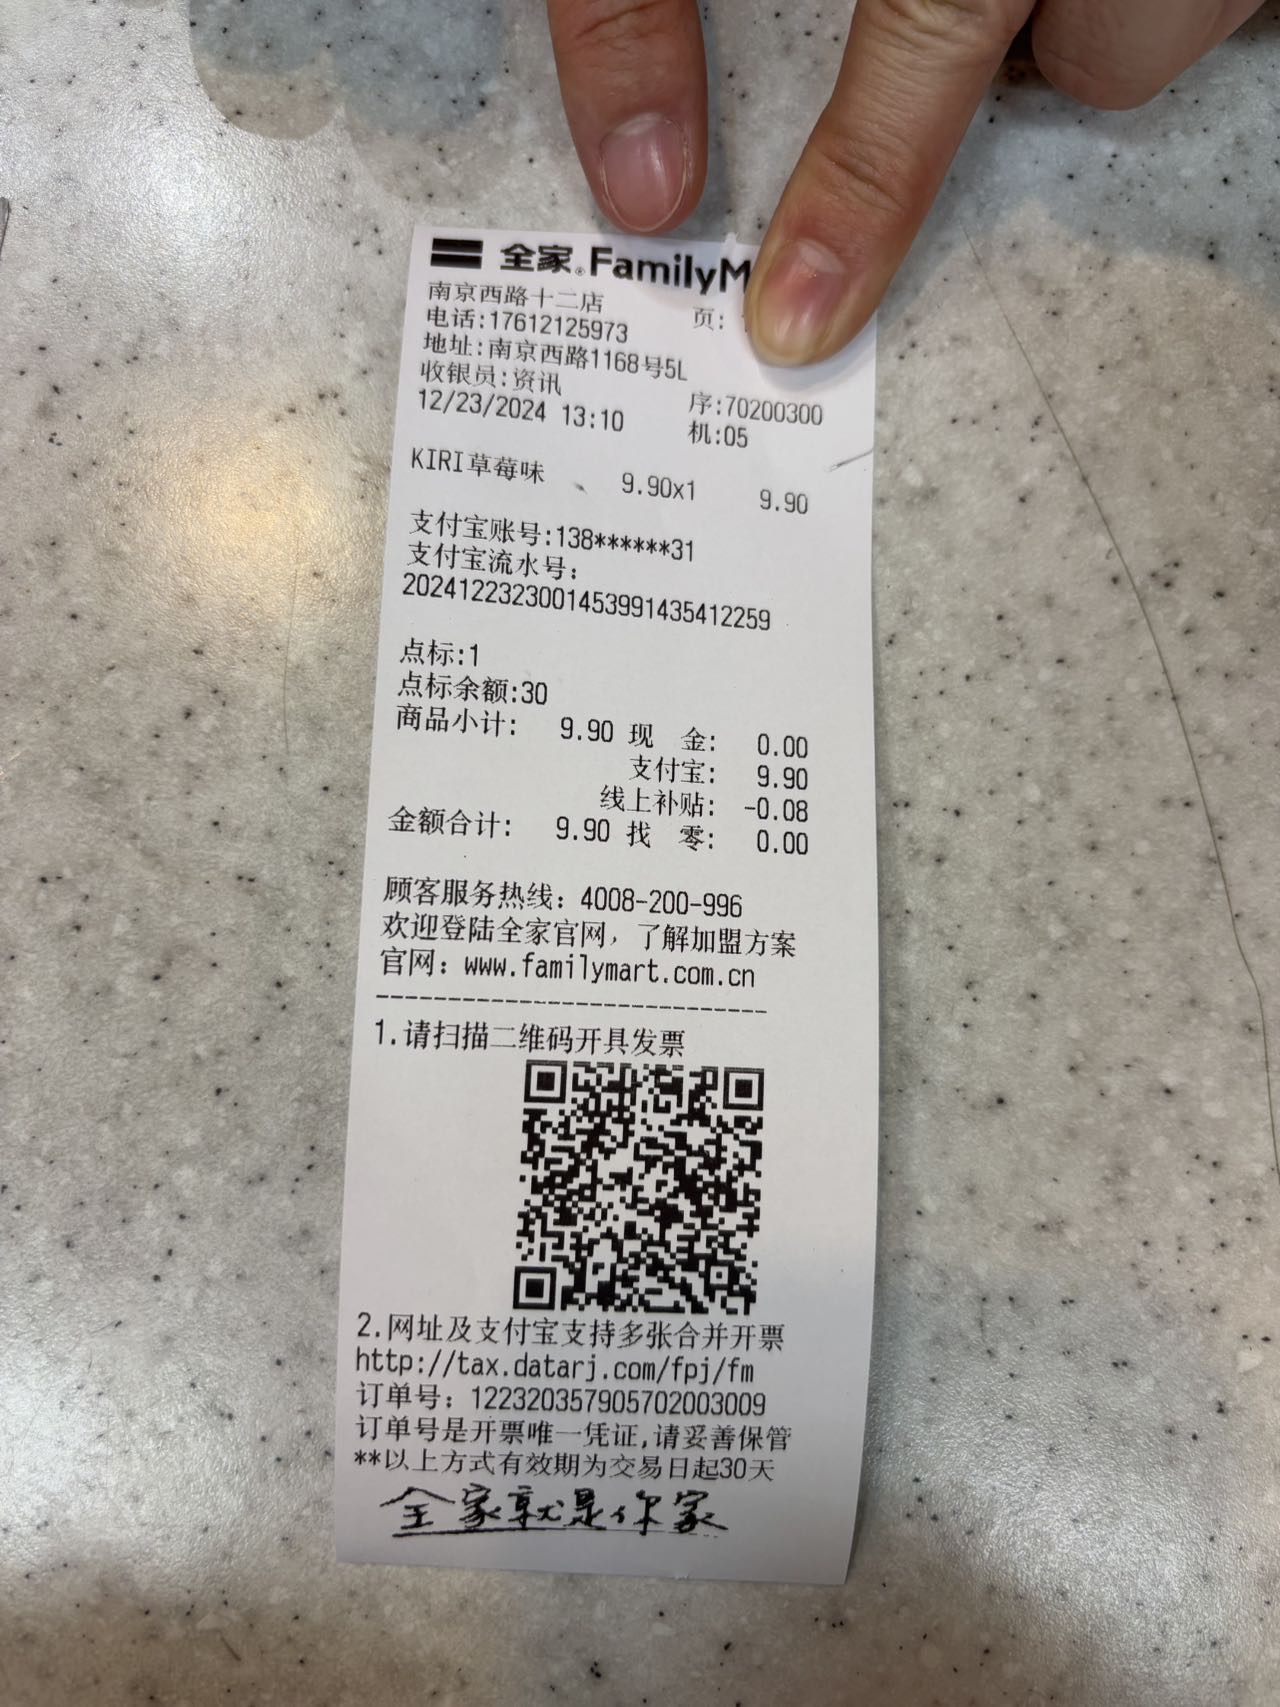 全家®FamilyM
南京西路十二店 页:
电话:17612125973
地址:南京西路1168号5L
收银员:资讯 序:70200300
12/23/2024 13:10 机:05
KIRI草莓味 9.90x1 9.90
支付宝账号:138******31
支付宝流水号:
2024122323001453991435412259
点标:1
点标余额:30
商品小计: 9.90 现 金: 0.00
支付宝: 9.90
线上补贴: -0.08
金额合计: 9.90 找 零: 0.00
顾客服务热线: 4008-200-996
欢迎登陆全家官网, 了解加盟方案
官网: www.familymart.com.cn
----------------------------
1.请扫描二维码开具发票
2.网址及支付宝支持多张合并开票
http://tax.datarj.com/fpj/fm
订单号: 1223203579057020030​09
订单号是开票唯一凭证,请妥善保管
**以上方式有效期为交易日起30天
全家就是你家